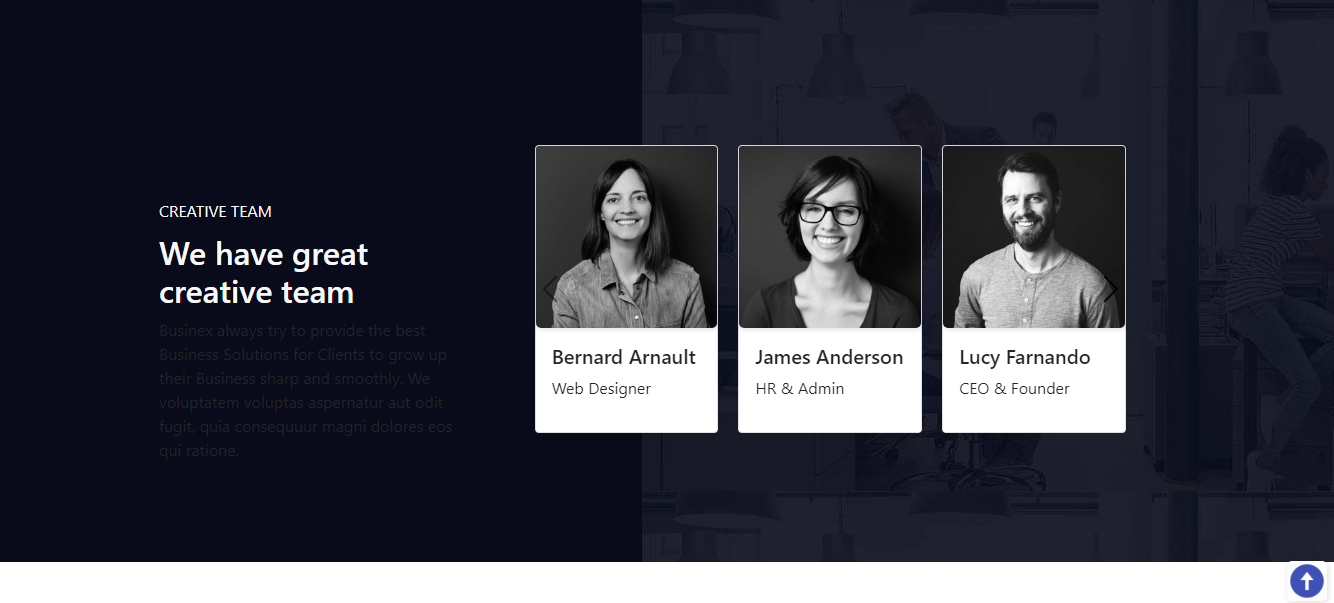 CREATIVE TEAM
We have great
creative team
Businex always try to provide the best
Business Solutions for Clients to grow up
their Business sharp and smoothly. We
voluptatem voluptas aspernatur aut odit
fugit, quia consequuur magni dolores eos
qui ratione.
Bernard Arnault
Web Designer
James Anderson
HR & Admin
Lucy Farnando
CEO & Founder